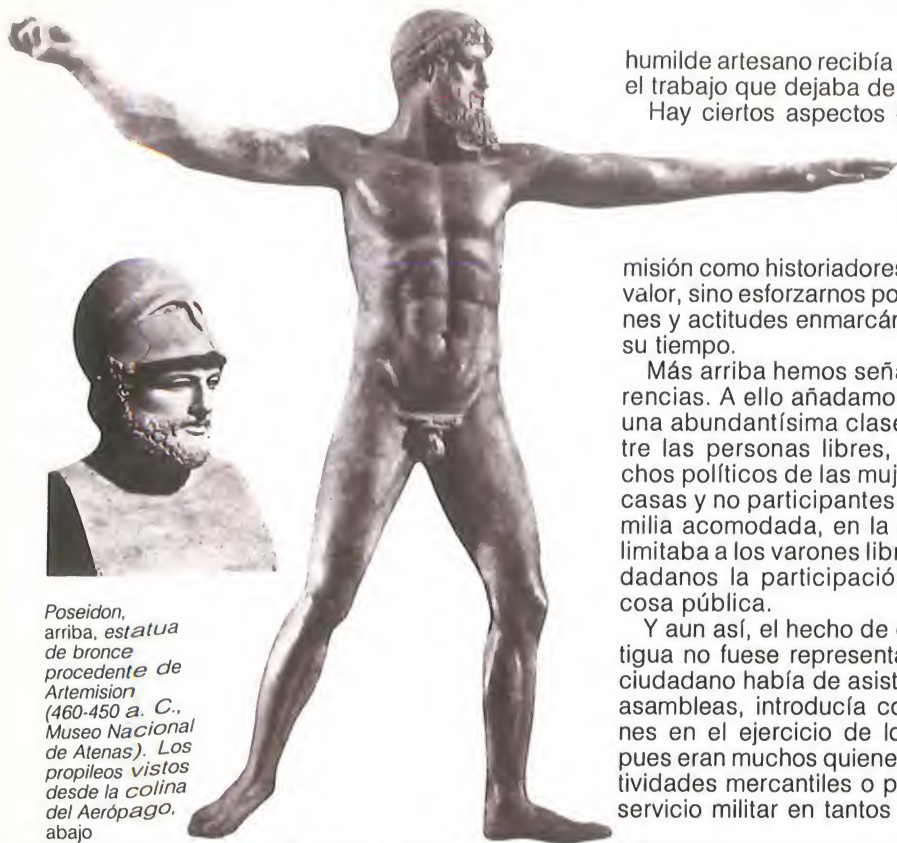 humilde artesano recibía
el trabajo que dejaba de
Hay ciertos aspectos
misión como historiadores
valor, sino esforzarnos po
nes y actitudes enmarcán
su tiempo.
Más arriba hemos seña
rencias. A ello añadamo
una abundantísima clase
tre las personas libres,
chos políticos de las muj
casas y no participantes
milia acomodada, en la
limitaba a los varones libr
dadanos la participació
cosa pública.
Y aun así, el hecho de
tigua no fuese representa
ciudadano había de asist
asambleas, introducía co
nes en el ejercicio de lo
pues eran muchos quiene
tividades mercantiles o p
servicio militar en tantos
Poseidon,
arriba, estatua
de bronce
procedente de
Artemision
(460-450 a. C.,
Museo Nacional
de Atenas). Los
propileos vistos
desde la colina
del Aerópago,
abajo